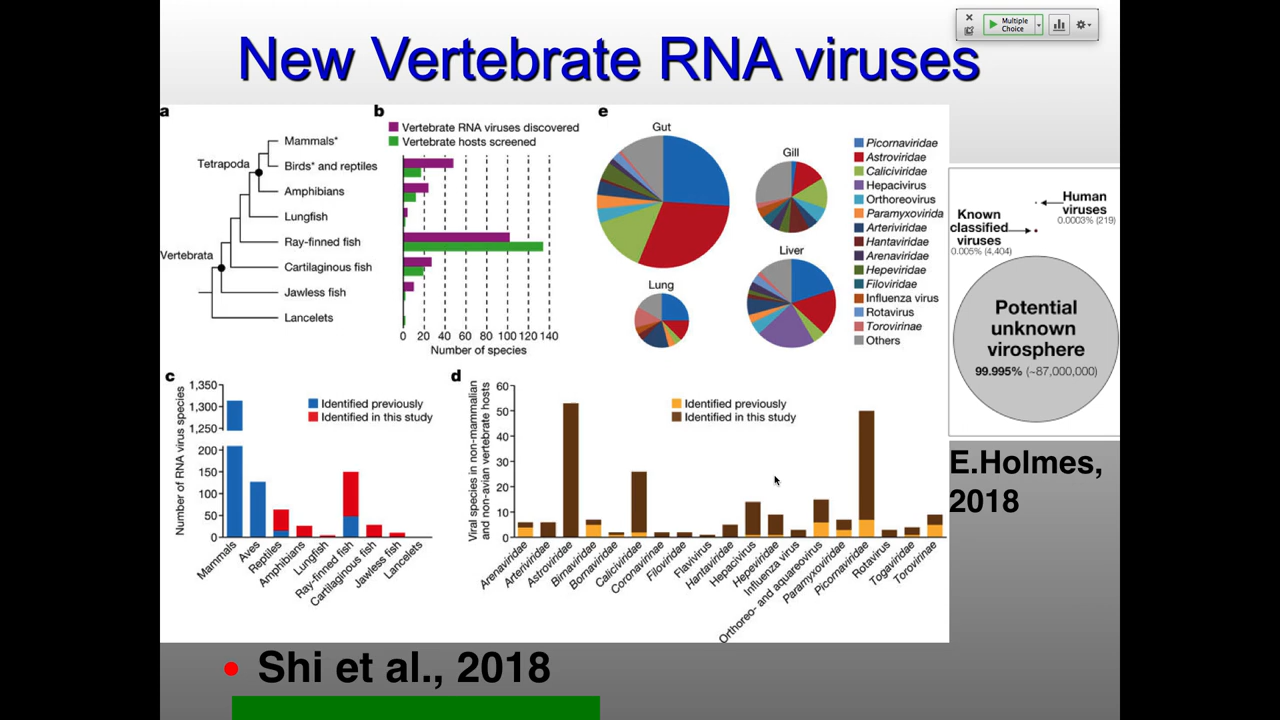 New Vertebrate RNA viruses
Multiple
Choice
a
Mammals*
Tetrapoda
Birds* and reptiles
Amphibians
Lungfish
Ray-finned fish
Vertebrata
Cartilaginous fish
Jawless fish
Lancelets
b
Vertebrate RNA viruses discovered
Vertebrate hosts screened
0 20 40 60 80 100 120 140
Number of species
e
Gut
Gill
Lung
Liver
Picornaviridae
Astroviridae
Caliciviridae
Hepacivirus
Orthoreovirus
Paramyxovirida
Arteriviridae
Hantaviridae
Arenaviridae
Hepeviridae
Filoviridae
Influenza virus
Rotavirus
Torovirinae
Others
Human
viruses
0.0003% (219)
Known
classified
viruses
0.005% (4,404)
Potential
unknown
virosphere
99.995% (~87,000,000)
E.Holmes,
2018
c
Number of RNA virus species
1,350
1,300
1,250
200
150
100
50
0
Identified previously
Identified in this study
Mammals
Aves
Reptiles
Amphibians
Lungfish
Ray-finned fish
Cartilaginous fish
Jawless fish
Lancelets
d
Viral species in non-mammalian
and non-avian vertebrate hosts
60
50
40
30
20
10
0
Identified previously
Identified in this study
Arenaviridae
Arteriviridae
Astroviridae
Birnaviridae
Bornaviridae
Caliciviridae
Coronavirinae
Filoviridae
Flavivirus
Hantaviridae
Hepacivirus
Hepeviridae
Influenza virus
Orthoreo- and aquareovirus
Paramyxoviridae
Picornaviridae
Rotavirus
Togaviridae
Torovirinae
• Shi et al., 2018